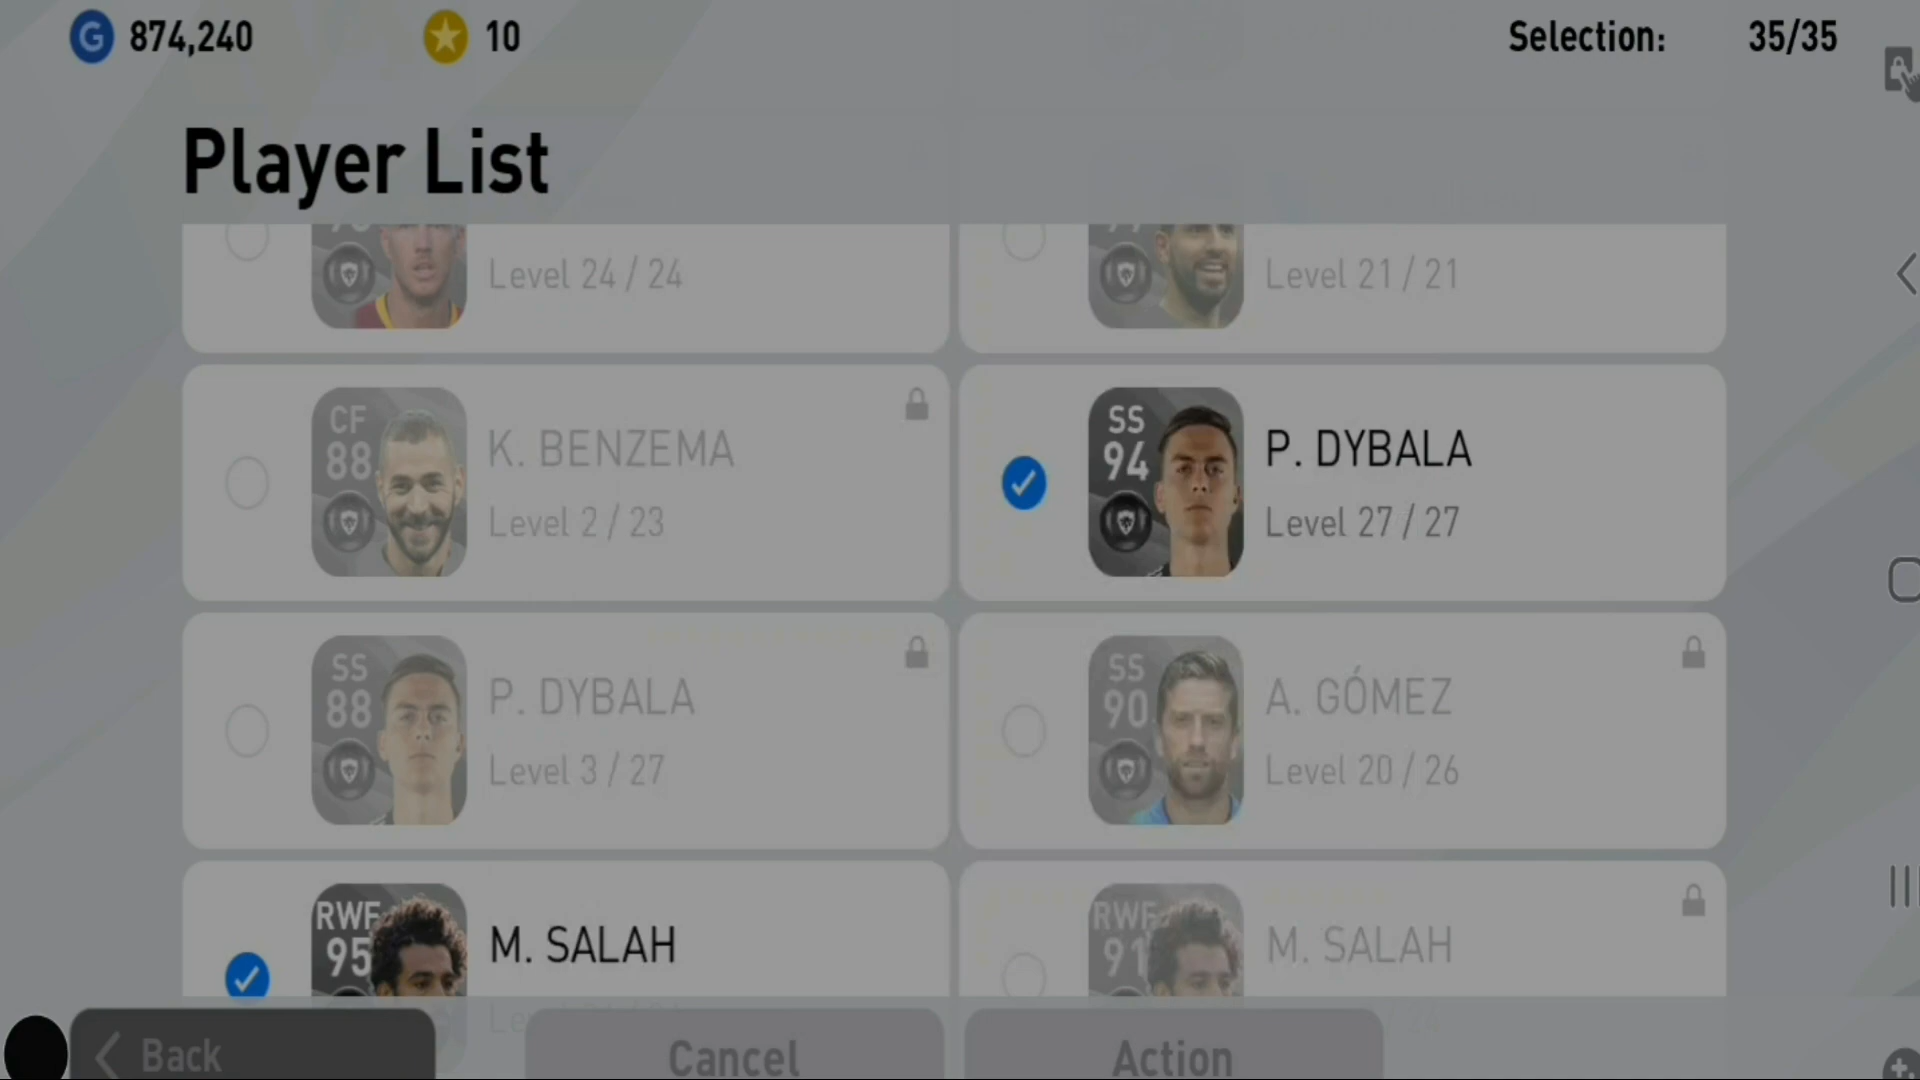 G 874,240 10 Selection: 35/35
Player List
Level 24 / 24
Level 21 / 21
CF
88
K. BENZEMA
Level 2 / 23
SS
94
P. DYBALA
Level 27 / 27
SS
88
P. DYBALA
Level 3 / 27
SS
90
A. GÓMEZ
Level 20 / 26
RWF
95
M. SALAH
RWF
91
M. SALAH
Back
Cancel
Action